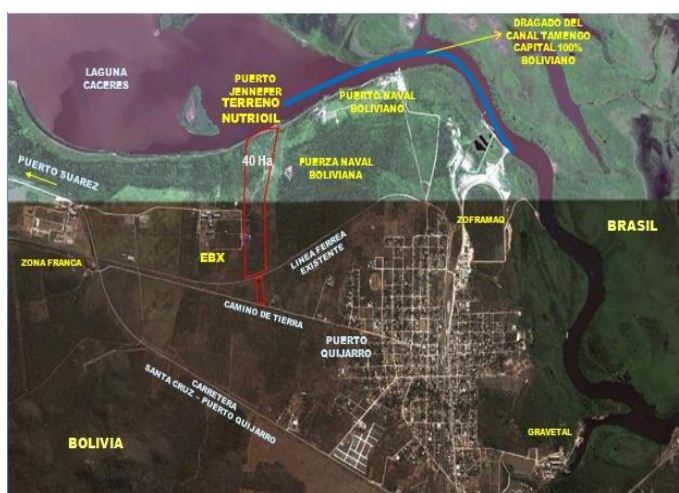 DRAGADO DEL
CANAL TAMENGO
CAPITAL 100%
BOLIVIANO
LAGUNA
CACERES
PUERTO
JENNEFER
TERRENO
NUTRIOIL
PUERTO NAVAL
BOLIVIANO
40 Ha
FUERZA NAVAL
BOLIVIANA
PUERTO SUAREZ
ZOFRAMAQ
BRASIL
EBX
ZONA FRANCA
LINEA FERREA
EXISTENTE
CAMINO DE TIERRA
PUERTO
QUIJARRO
CARRETERA
SANTA CRUZ – PUERTO QUIJARRO
GRAVETAL
BOLIVIA